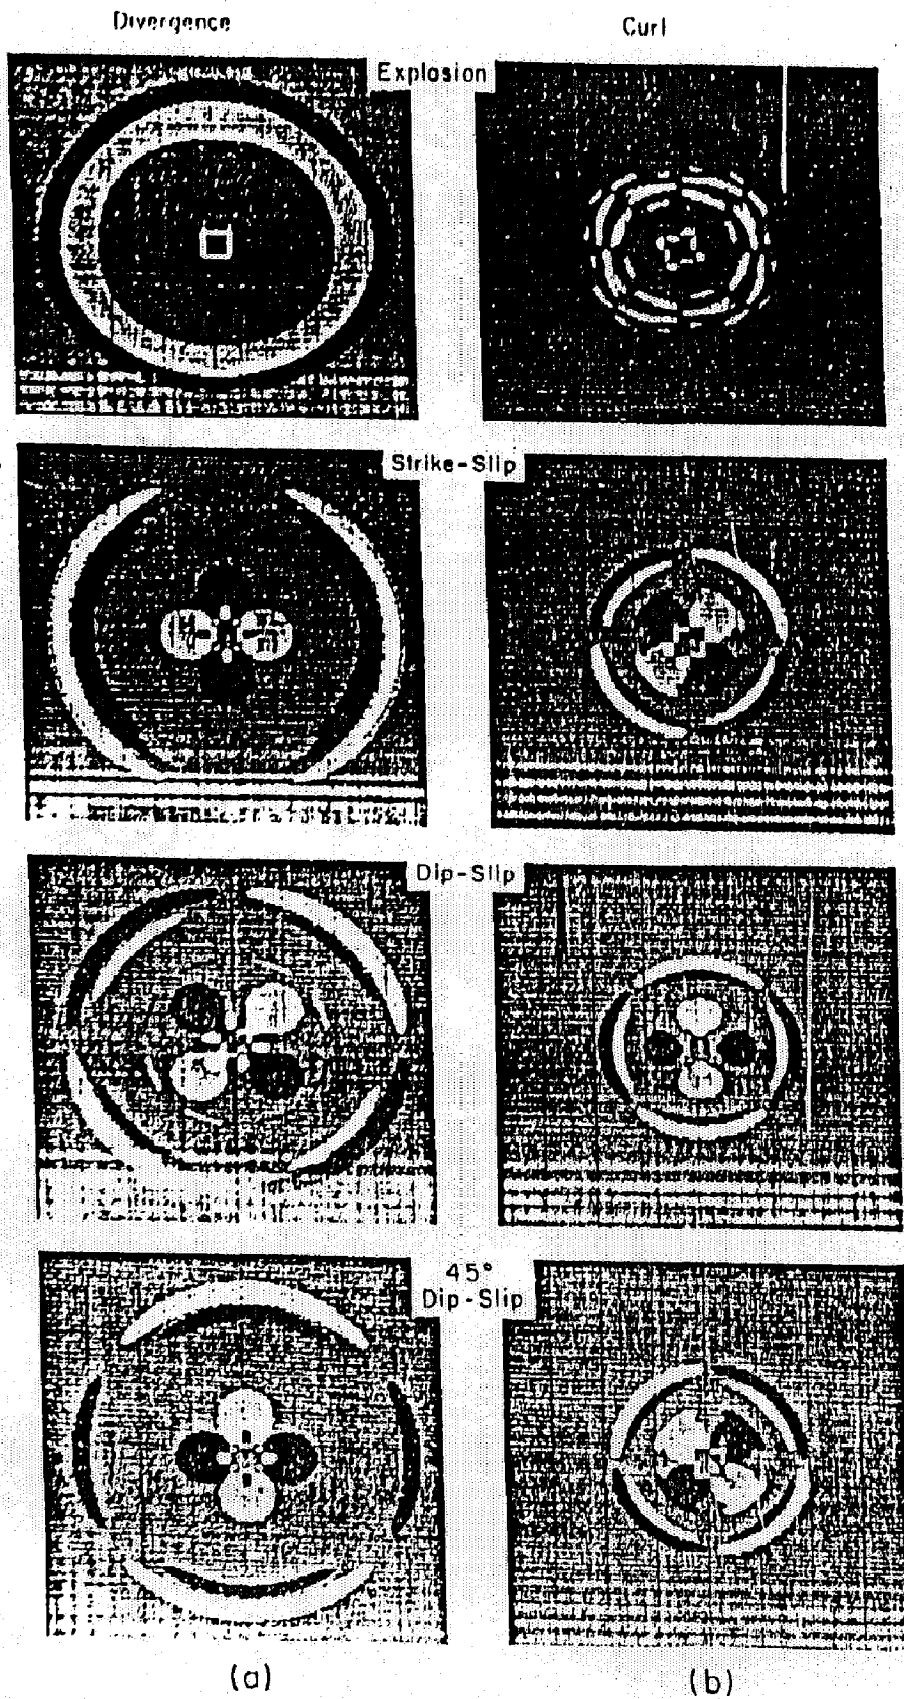 Divergence
Curl
Explosion
Strike-Slip
Dip-Slip
45°
Dip-Slip
(a)
(b)